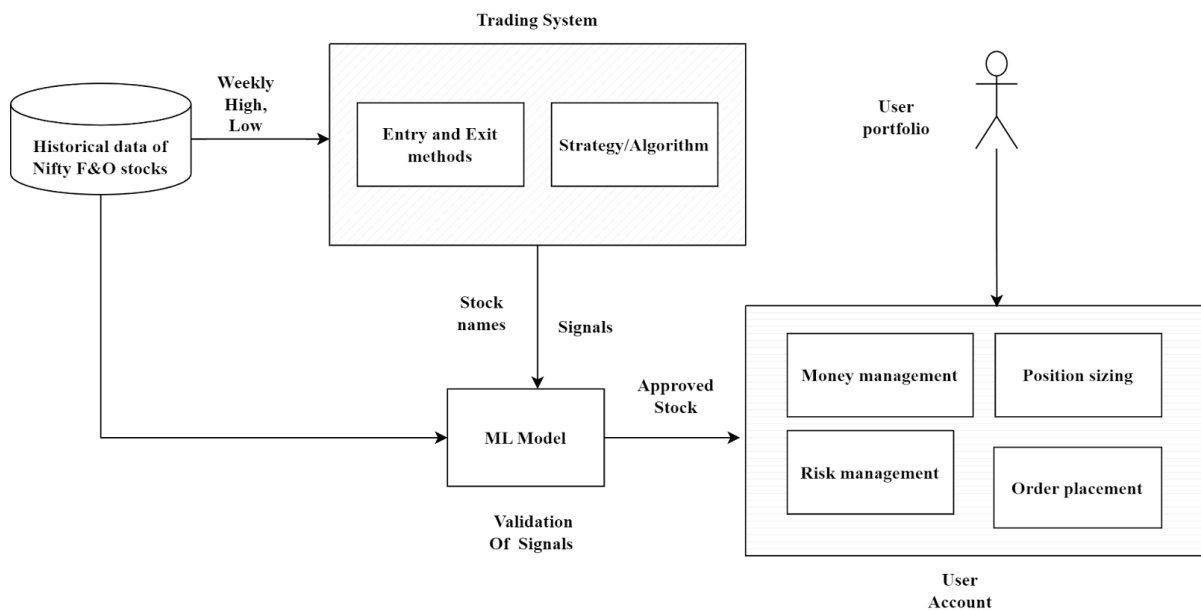 Trading System
Weekly
High,
Low
Historical data of
Nifty F&O stocks
Entry and Exit
methods
Strategy/Algorithm
User
portfolio
Stock
names
Signals
ML Model
Approved
Stock
Validation
Of Signals
Money management
Position sizing
Risk management
Order placement
User
Account